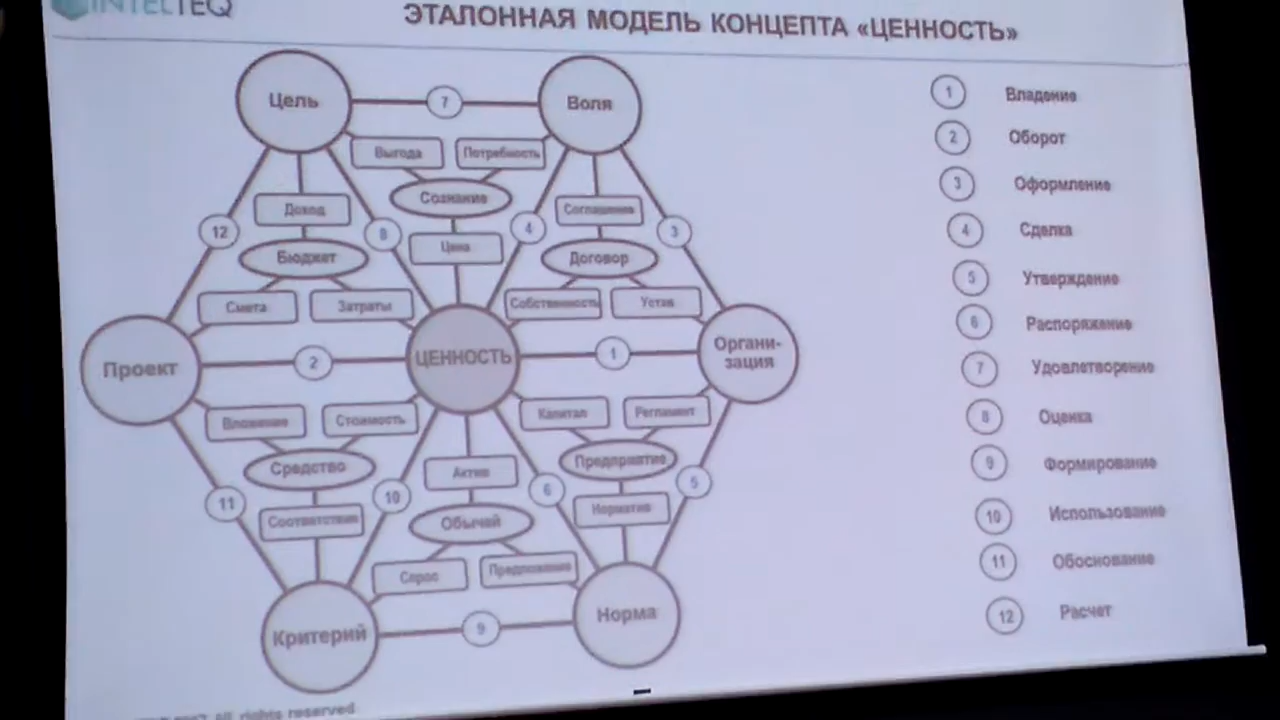 INTELTEQ
ЭТАЛОННАЯ МОДЕЛЬ КОНЦЕПТА «ЦЕННОСТЬ»
Цель
7
Воля
Выгода
Потребность
Сознание
Цена
Доход
Бюджет
Смета
Затраты
12
8
4
3
Соглашение
Договор
Собственность
Устав
Проект
2
ЦЕННОСТЬ
1
Органи-
зация
Вложение
Стоимость
Средство
Соответствие
11
10
Актив
Обычай
Спрос
Предложение
6
5
Капитал
Регламент
Предприятие
Норматив
Критерий
9
Норма
1 Владение
2 Оборот
3 Оформление
4 Сделка
5 Утверждение
6 Распоряжение
7 Удовлетворение
8 Оценка
9 Формирование
10 Использование
11 Обоснование
12 Расчет
All rights reserved